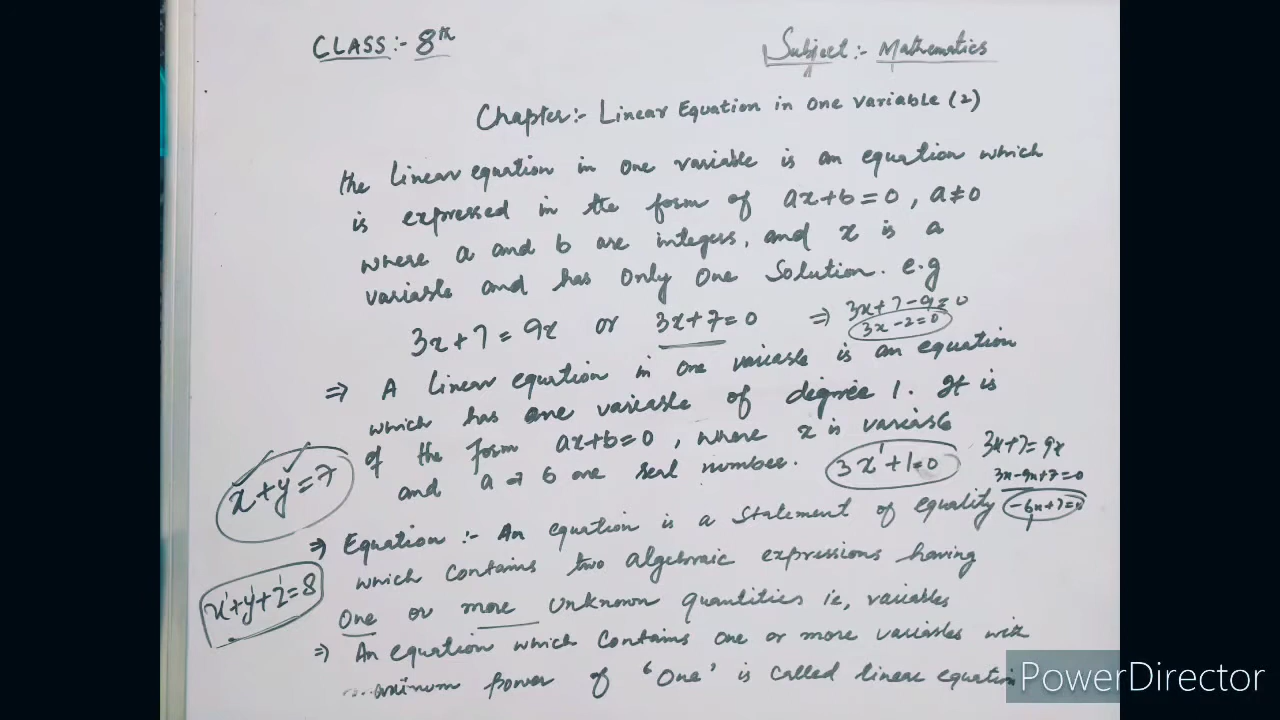 CLASS:- 8th
Subject:- Mathematics
Chapter:- Linear Equation in one variable (2)
the linear equation in one variable is an equation which
is expressed in the form of ax+b=0, a≠0
where a and b are integers, and x is a
variable and has only one solution. e.g
3x+7=9x or 3x+7=0 ⇒ 3x+7-9=0
3x-2=0
⇒ A linear equation in one variable is an equation
which has one variable of degree 1. It is
of the form ax+b=0, where x is variable
and a b are real number. 3x¹+1=0
3x+7=9x
3x-9x+7=0
-6x+7=0
x+y=7
⇒ Equation :- An equation is a statement of equality
which contains two algebraic expressions having
x¹+y¹+z¹=8
One or more unknown quantities ie, variables
⇒ An equation which contains one or more variables with
maximum power of 'One' is called linear equation
PowerDirector